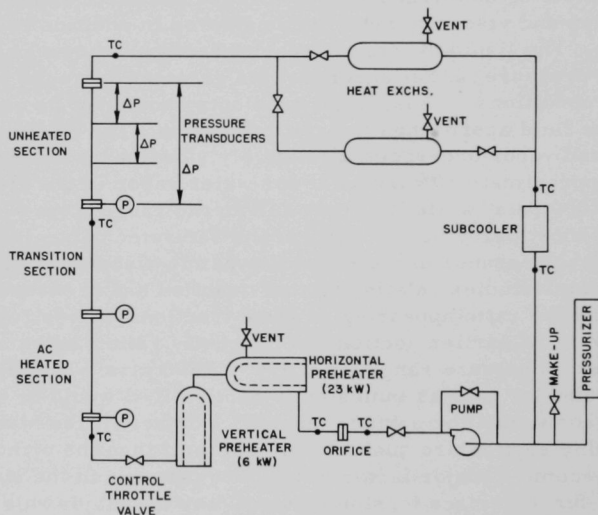 VENT
TC
HEAT EXCHS.
ΔP
UNHEATED
SECTION
PRESSURE
TRANSDUCERS
ΔP
ΔP
VENT
TC
P
TC
SUBCOOLER
TRANSITION
SECTION
TC
P
AC
HEATED
SECTION
VENT
HORIZONTAL
PREHEATER
(23 kW)
MAKE-UP
PRESSURIZER
P
TC
PUMP
TC
TC
ORIFICE
VERTICAL
PREHEATER
(6 kW)
CONTROL
THROTTLE
VALVE